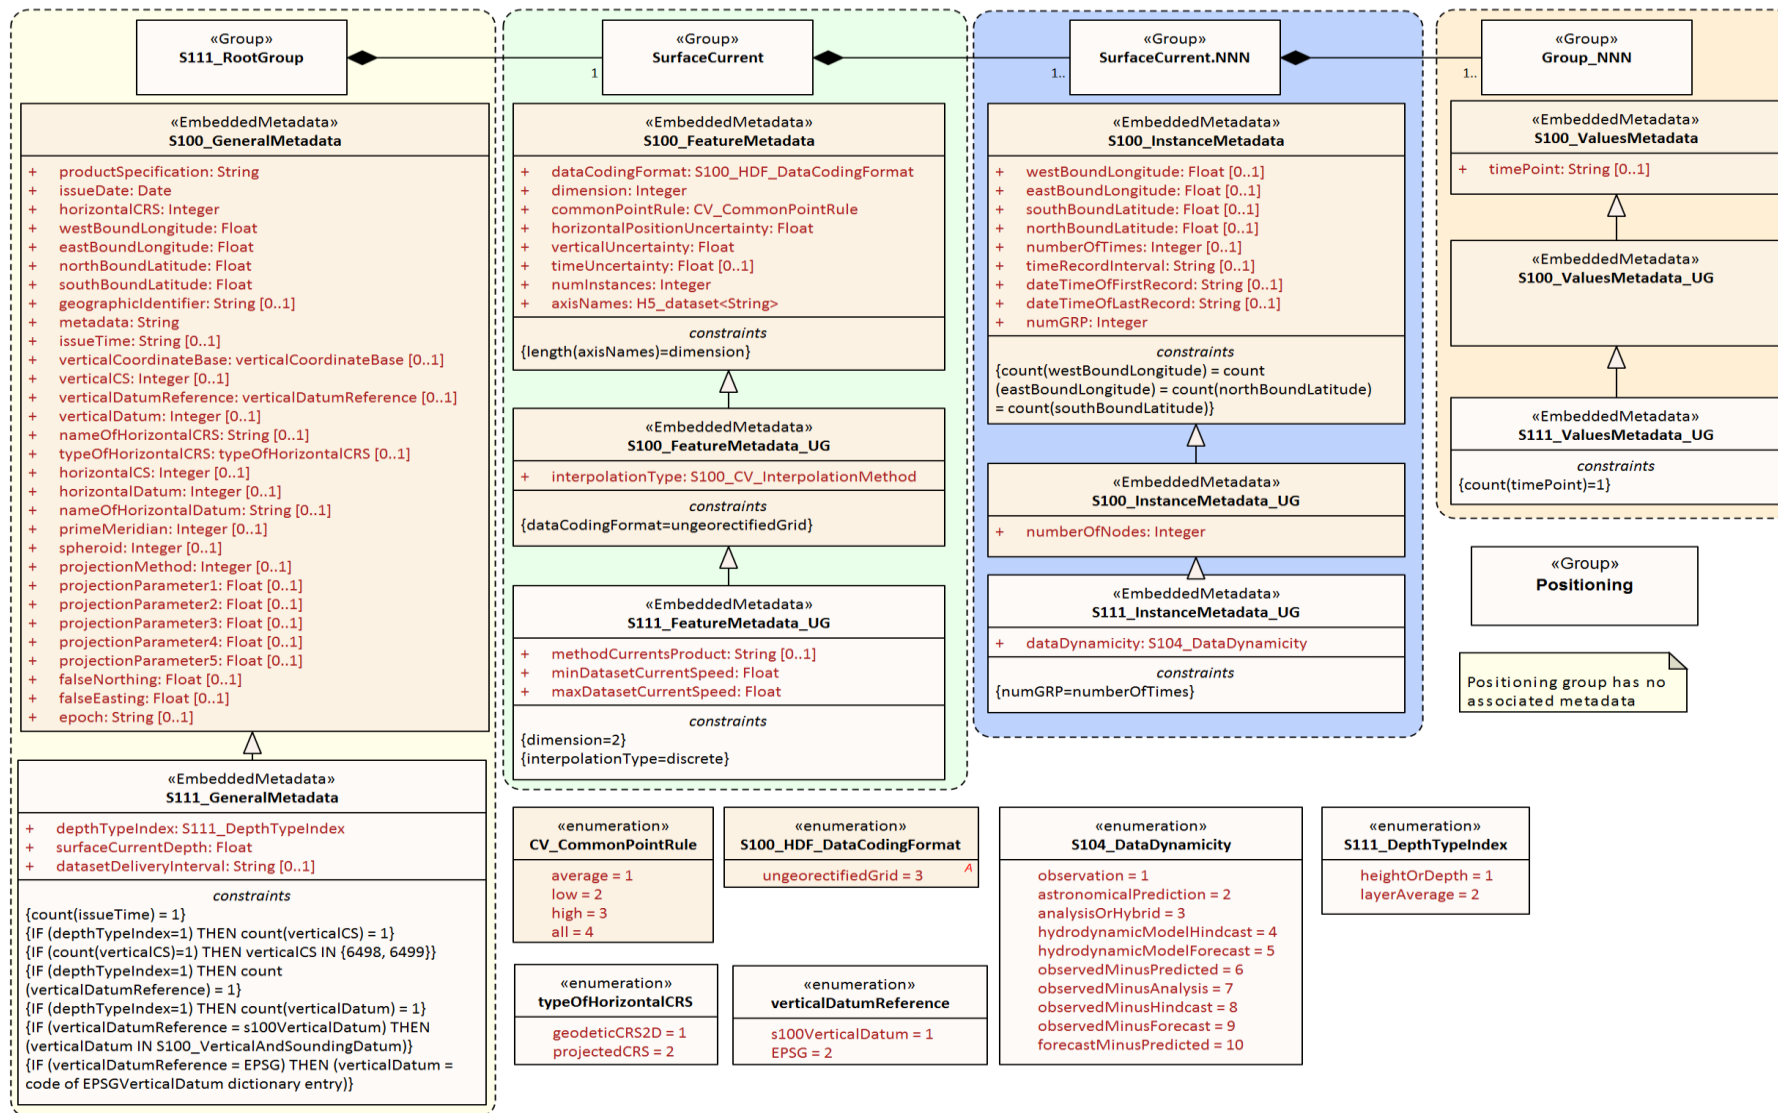 «Group»
S111_RootGroup
1
«Group»
SurfaceCurrent
1..
«Group»
SurfaceCurrent.NNN
1..
«Group»
Group_NNN
«EmbeddedMetadata»
S100_GeneralMetadata
+ productSpecification: String
+ issueDate: Date
+ horizontalCRS: Integer
+ westBoundLongitude: Float
+ eastBoundLongitude: Float
+ northBoundLatitude: Float
+ southBoundLatitude: Float
+ geographicIdentifier: String [0..1]
+ metadata: String
+ issueTime: String [0..1]
+ verticalCoordinateBase: verticalCoordinateBase [0..1]
+ verticalCS: Integer [0..1]
+ verticalDatumReference: verticalDatumReference [0..1]
+ verticalDatum: Integer [0..1]
+ nameOfHorizontalCRS: String [0..1]
+ typeOfHorizontalCRS: typeOfHorizontalCRS [0..1]
+ horizontalCS: Integer [0..1]
+ horizontalDatum: Integer [0..1]
+ nameOfHorizontalDatum: String [0..1]
+ primeMeridian: Integer [0..1]
+ spheroid: Integer [0..1]
+ projectionMethod: Integer [0..1]
+ projectionParameter1: Float [0..1]
+ projectionParameter2: Float [0..1]
+ projectionParameter3: Float [0..1]
+ projectionParameter4: Float [0..1]
+ projectionParameter5: Float [0..1]
+ falseNorthing: Float [0..1]
+ falseEasting: Float [0..1]
+ epoch: String [0..1]
«EmbeddedMetadata»
S111_GeneralMetadata
+ depthTypeIndex: S111_DepthTypeIndex
+ surfaceCurrentDepth: Float
+ datasetDeliveryInterval: String [0..1]
constraints
{count(issueTime) = 1}
{IF (depthTypeIndex=1) THEN count(verticalCS) = 1}
{IF (count(verticalCS)=1) THEN verticalCS IN {6498, 6499}}
{IF (depthTypeIndex=1) THEN count
(verticalDatumReference) = 1}
{IF (depthTypeIndex=1) THEN count(verticalDatum) = 1}
{IF (verticalDatumReference = s100VerticalDatum) THEN
(verticalDatum IN S100_VerticalAndSoundingDatum)}
{IF (verticalDatumReference = EPSG) THEN (verticalDatum =
code of EPSGVerticalDatum dictionary entry)}
«EmbeddedMetadata»
S100_FeatureMetadata
+ dataCodingFormat: S100_HDF_DataCodingFormat
+ dimension: Integer
+ commonPointRule: CV_CommonPointRule
+ horizontalPositionUncertainty: Float
+ verticalUncertainty: Float
+ timeUncertainty: Float [0..1]
+ numInstances: Integer
+ axisNames: H5_dataset<String>
constraints
{length(axisNames)=dimension}
«EmbeddedMetadata»
S100_FeatureMetadata_UG
+ interpolationType: S100_CV_InterpolationMethod
constraints
{dataCodingFormat=ungeorectifiedGrid}
«EmbeddedMetadata»
S111_FeatureMetadata_UG
+ methodCurrentsProduct: String [0..1]
+ minDatasetCurrentSpeed: Float
+ maxDatasetCurrentSpeed: Float
constraints
{dimension=2}
{interpolationType=discrete}
«EmbeddedMetadata»
S100_InstanceMetadata
+ westBoundLongitude: Float [0..1]
+ eastBoundLongitude: Float [0..1]
+ southBoundLatitude: Float [0..1]
+ northBoundLatitude: Float [0..1]
+ numberOfTimes: Integer [0..1]
+ timeRecordInterval: String [0..1]
+ dateTimeOfFirstRecord: String [0..1]
+ dateTimeOfLastRecord: String [0..1]
+ numGRP: Integer
constraints
{count(westBoundLongitude) = count
(eastBoundLongitude) = count(northBoundLatitude)
= count(southBoundLatitude)}
«EmbeddedMetadata»
S100_InstanceMetadata_UG
+ numberOfNodes: Integer
«EmbeddedMetadata»
S111_InstanceMetadata_UG
+ dataDynamicity: S104_DataDynamicity
constraints
{numGRP=numberOfTimes}
«EmbeddedMetadata»
S100_ValuesMetadata
+ timePoint: String [0..1]
«EmbeddedMetadata»
S100_ValuesMetadata_UG
«EmbeddedMetadata»
S111_ValuesMetadata_UG
constraints
{count(timePoint)=1}
«Group»
Positioning
Positioning group has no
associated metadata
«enumeration»
CV_CommonPointRule
average = 1
low = 2
high = 3
all = 4
«enumeration»
S100_HDF_DataCodingFormat
ungeorectifiedGrid = 3
A
«enumeration»
typeOfHorizontalCRS
geodeticCRS2D = 1
projectedCRS = 2
«enumeration»
verticalDatumReference
s100VerticalDatum = 1
EPSG = 2
«enumeration»
S104_DataDynamicity
observation = 1
astronomicalPrediction = 2
analysisOrHybrid = 3
hydrodynamicModelHindcast = 4
hydrodynamicModelForecast = 5
observedMinusPredicted = 6
observedMinusAnalysis = 7
observedMinusHindcast = 8
observedMinusForecast = 9
forecastMinusPredicted = 10
«enumeration»
S111_DepthTypeIndex
heightOrDepth = 1
layerAverage = 2